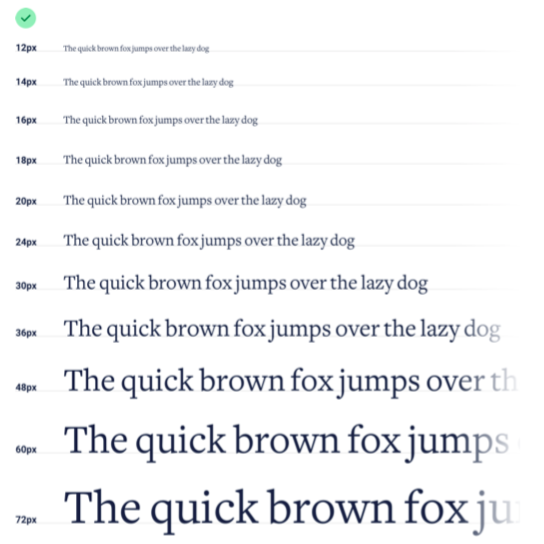 12px The quick brown fox jumps over the lazy dog
14px The quick brown fox jumps over the lazy dog
16px The quick brown fox jumps over the lazy dog
18px The quick brown fox jumps over the lazy dog
20px The quick brown fox jumps over the lazy dog
24px The quick brown fox jumps over the lazy dog
30px The quick brown fox jumps over the lazy dog
36px The quick brown fox jumps over the lazy dog
48px The quick brown fox jumps over th
60px The quick brown fox jumps
72px The quick brown fox ju